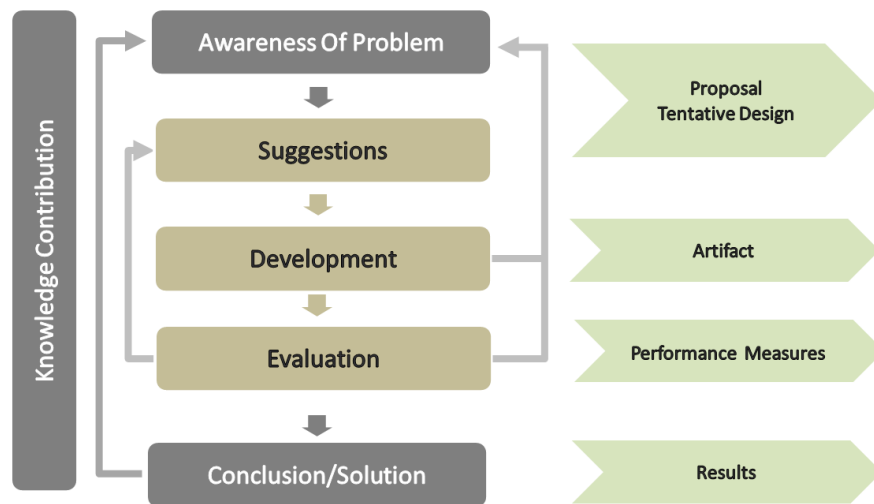 Knowledge Contribution
Awareness Of Problem
Suggestions
Development
Evaluation
Conclusion/Solution
Proposal
Tentative Design
Artifact
Performance Measures
Results